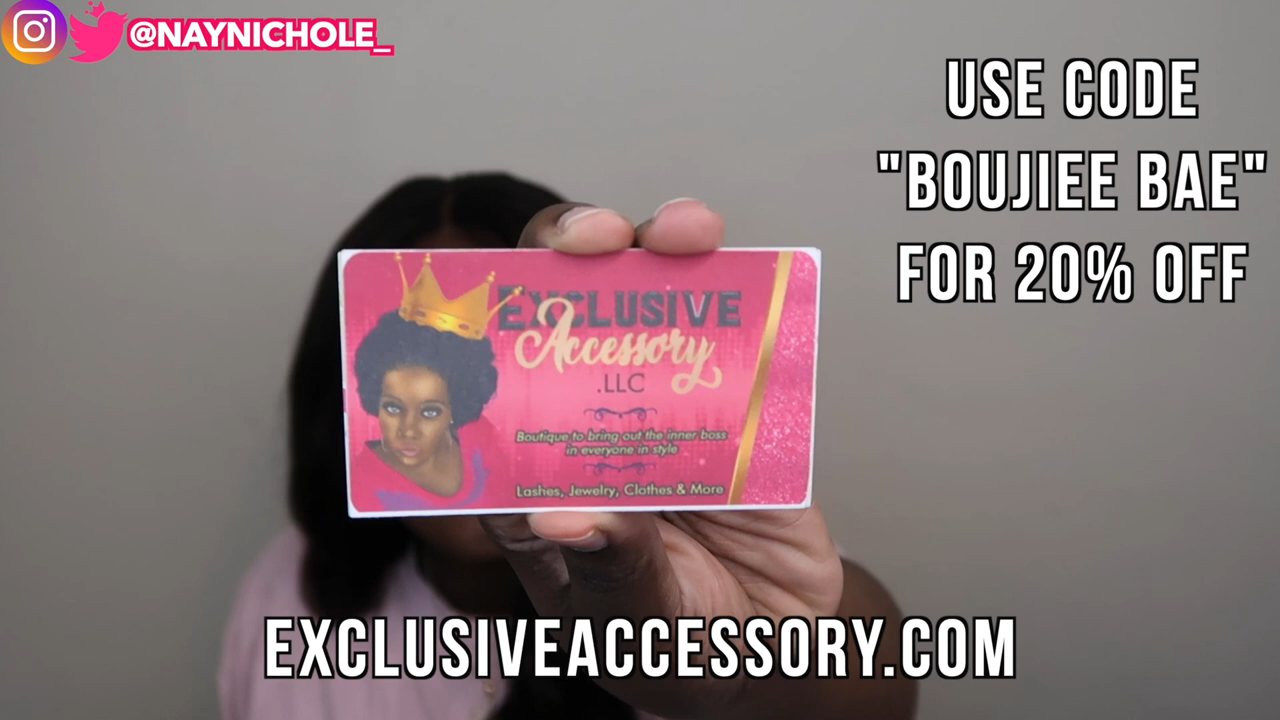 @NAYNICHOLE_
USE CODE
"BOUJIEE BAE"
FOR 20% OFF
EXCLUSIVE
Accessory
.LLC
Boutique to bring out the inner boss
in everyone in style
Lashes, Jewelry, Clothes & More
EXCLUSIVEACCESSORY.COM